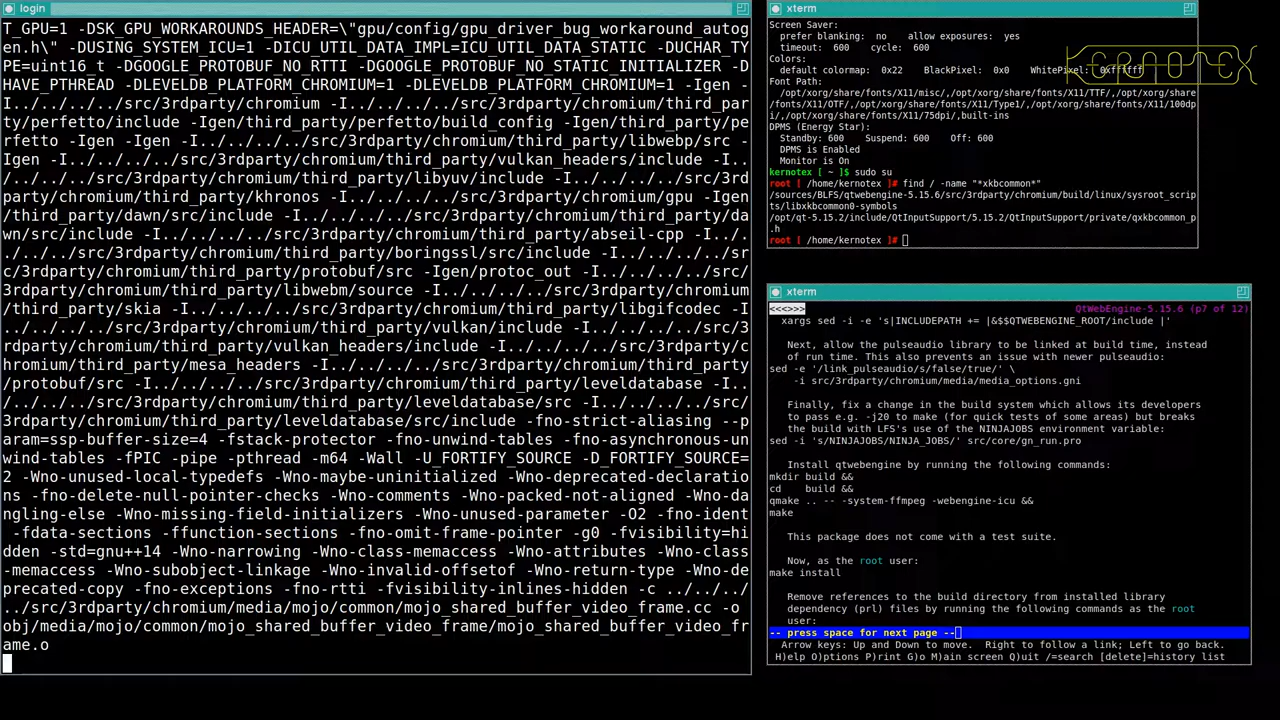 login
T_GPU=1 -DSK_GPU_WORKAROUNDS_HEADER=\"gpu/config/gpu_driver_bug_workaround_autog
en.h\" -DUSING_SYSTEM_ICU=1 -DICU_UTIL_DATA_IMPL=ICU_UTIL_DATA_STATIC -DUCHAR_TY
PE=uint16_t -DGOOGLE_PROTOBUF_NO_RTTI -DGOOGLE_PROTOBUF_NO_STATIC_INITIALIZER -D
HAVE_PTHREAD -DLEVELDB_PLATFORM_CHROMIUM=1 -DLEVELDB_PLATFORM_CHROMIUM=1 -Igen -
I../../../../src/3rdparty/chromium -I../../../../src/3rdparty/chromium/third_par
ty/perfetto/include -Igen/third_party/perfetto/build_config -Igen/third_party/pe
rfetto -Igen -Igen -I../../../../src/3rdparty/chromium/third_party/libwebp/src -
Igen -I../../../../src/3rdparty/chromium/third_party/vulkan_headers/include -I..
/../../../src/3rdparty/chromium/third_party/libyuv/include -I../../../../src/3rd
party/chromium/third_party/khronos -I../../../../src/3rdparty/chromium/gpu -Igen
/third_party/dawn/src/include -I../../../../src/3rdparty/chromium/third_party/da
wn/src/include -I../../../../src/3rdparty/chromium/third_party/abseil-cpp -I../.
./../../src/3rdparty/chromium/third_party/boringssl/src/include -I../../../../sr
c/3rdparty/chromium/third_party/protobuf/src -Igen/protoc_out -I../../../../src/
3rdparty/chromium/third_party/libwebm/source -I../../../../src/3rdparty/chromium
/third_party/skia -I../../../../src/3rdparty/chromium/third_party/libgifcodec -I
../../../../src/3rdparty/chromium/third_party/vulkan/include -I../../../../src/3
rdparty/chromium/third_party/vulkan_headers/include -I../../../../src/3rdparty/c
hromium/third_party/mesa_headers -I../../../../src/3rdparty/chromium/third_party
/protobuf/src -I../../../../src/3rdparty/chromium/third_party/leveldatabase -I..
/../../../src/3rdparty/chromium/third_party/leveldatabase/src -I../../../../src/
3rdparty/chromium/third_party/leveldatabase/src/include -fno-strict-aliasing --p
aram=ssp-buffer-size=4 -fstack-protector -fno-unwind-tables -fno-asynchronous-un
wind-tables -fPIC -pipe -pthread -m64 -Wall -U_FORTIFY_SOURCE -D_FORTIFY_SOURCE=
2 -Wno-unused-local-typedefs -Wno-maybe-uninitialized -Wno-deprecated-declaratio
ns -fno-delete-null-pointer-checks -Wno-comments -Wno-packed-not-aligned -Wno-da
ngling-else -Wno-missing-field-initializers -Wno-unused-parameter -O2 -fno-ident
 -fdata-sections -ffunction-sections -fno-omit-frame-pointer -g0 -fvisibility=hi
dden -std=gnu++14 -Wno-narrowing -Wno-class-memaccess -Wno-attributes -Wno-class
-memaccess -Wno-subobject-linkage -Wno-invalid-offsetof -Wno-return-type -Wno-de
precated-copy -fno-exceptions -fno-rtti -fvisibility-inlines-hidden -c ../../../
../src/3rdparty/chromium/media/mojo/common/mojo_shared_buffer_video_frame.cc -o
obj/media/mojo/common/mojo_shared_buffer_video_frame/mojo_shared_buffer_video_fr
ame.o
xterm
Screen Saver:
prefer blanking: no allow exposures: yes
timeout: 600 cycle: 600
Colors:
default colormap: 0x22 BlackPixel: 0x0 WhitePixel: 0xffffff
KERNOTEX
Font Path:
/opt/xorg/share/fonts/X11/misc/,/opt/xorg/share/fonts/X11/TTF/,/opt/xorg/share
/fonts/X11/OTF/,/opt/xorg/share/fonts/X11/Type1/,/opt/xorg/share/fonts/X11/100dp
i/,/opt/xorg/share/fonts/X11/75dpi/,built-ins
DPMS (Energy Star):
Standby: 600 Suspend: 600 Off: 600
DPMS is Enabled
Monitor is On
kernotex [ ~ ]$ sudo su
root [ /home/kernotex ]# find / -name "*xkbcommon*"
/sources/BLFS/qtwebengine-5.15.6/src/3rdparty/chromium/build/linux/sysroot_scrip
ts/libxkbcommon0-symbols
/opt/qt-5.15.2/include/QtInputSupport/5.15.2/QtInputSupport/private/qxkbcommon_p
.h
root [ /home/kernotex ]#
xterm
<<<>>> QtWebEngine-5.15.6 (p7 of 12)
xargs sed -i -e 's|INCLUDEPATH += |&$$QTWEBENGINE_ROOT/include |'
Next, allow the pulseaudio library to be linked at build time, instead
of run time. This also prevents an issue with newer pulseaudio:
sed -e '/link_pulseaudio/s/false/true/' \
-i src/3rdparty/chromium/media/media_options.gni
Finally, fix a change in the build system which allows its developers
to pass e.g. -j20 to make (for quick tests of some areas) but breaks
the build with LFS's use of the NINJAJOBS environment variable:
sed -i 's/NINJAJOBS/NINJA_JOBS/' src/core/gn_run.pro
Install qtwebengine by running the following commands:
mkdir build &&
cd build &&
qmake .. -- -system-ffmpeg -webengine-icu &&
make
This package does not come with a test suite.
Now, as the root user:
make install
Remove references to the build directory from installed library
dependency (prl) files by running the following commands as the root
user:
-- press space for next page --
Arrow keys: Up and Down to move. Right to follow a link; Left to go back.
H)elp O)ptions P)rint G)o M)ain screen Q)uit /=search [delete]=history list